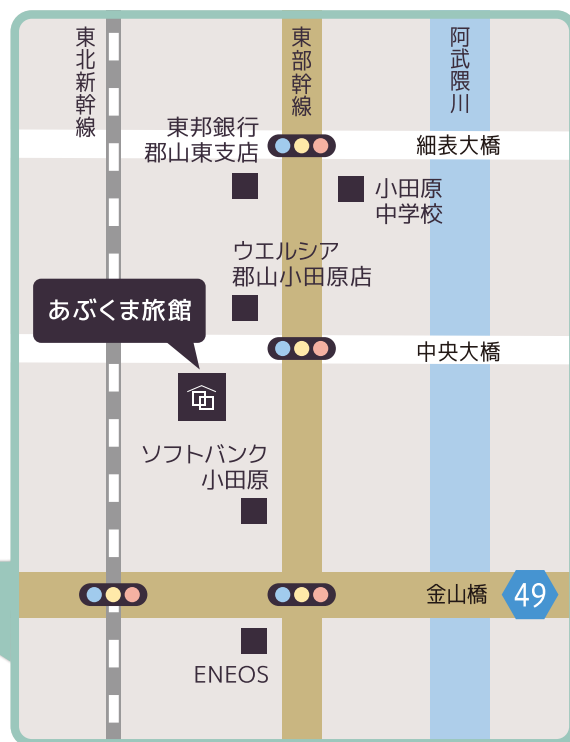 東北新幹線
東部幹線
阿武隈川
東邦銀行
郡山東支店
細表大橋
小田原
中学校
ウエルシア
郡山小田原店
あぶくま旅館
中央大橋
ソフトバンク
小田原
金山橋
49
ENEOS